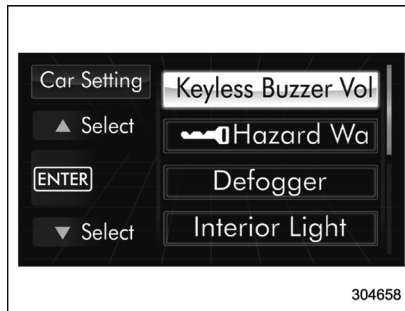 Car Setting
Keyless Buzzer Vol
▲ Select
Hazard Wa
ENTER
Defogger
▼ Select
Interior Light
304658